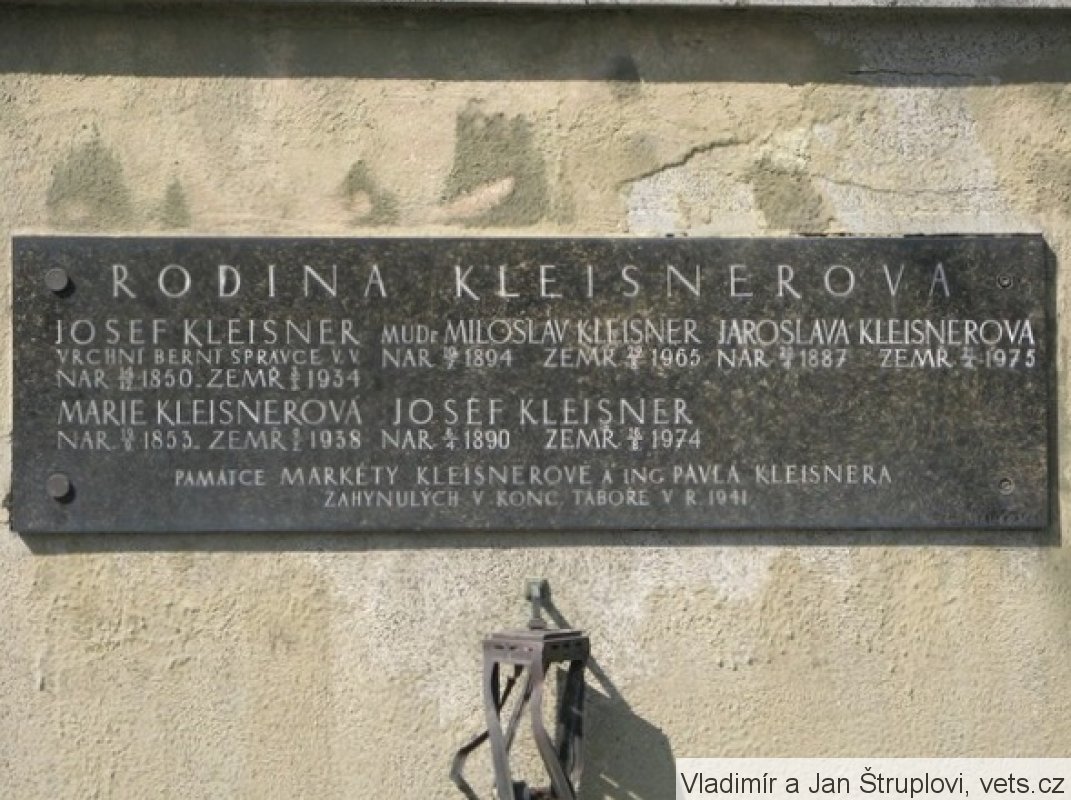 RODINA KLEISNEROVA
JOSEF KLEISNER
VRCHNÍ BERNÍ SPRÁVCE V.V.
NAR. 1850. ZEMŘ. 1934
MUDr MILOSLAV KLEISNER
NAR. 1894 ZEMŘ. 1965
JAROSLAVA KLEISNEROVÁ
NAR. 1887 ZEMŘ. 1975
MARIE KLEISNEROVÁ
NAR. 1853. ZEMŘ. 1938
JOSEF KLEISNER
NAR. 1890 ZEMŘ. 1974
PAMÁTCE MARKÉTY KLEISNEROVÉ A ING PAVLA KLEISNERA
ZAHYNULÝCH V KONC. TÁBOŘE V R. 1941
Vladimír a Jan Štruplovi, vets.cz